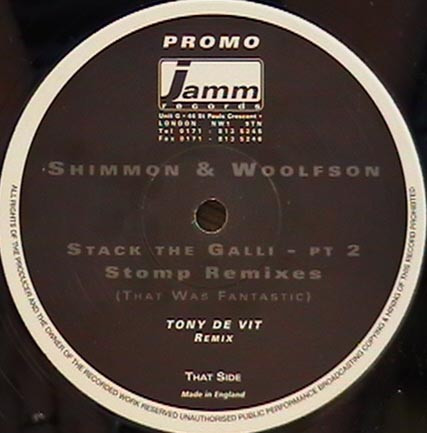 PROMO
Jamm
records
Unit G • 44 St Pauls Crescent •
LONDON NW1 9TN
Tel 0171 - 813 5245
Fax 0171 - 813 5246
SHIMMON & WOOLFSON
STACK THE GALLI - PT 2
Stomp Remixes
(THAT WAS FANTASTIC)
TONY DE VIT
REMIX
THAT SIDE
Made in England
ALL RIGHTS OF THE PRODUCER AND THE OWNER OF THE RECORDED WORK RESERVED UNAUTHORISED PUBLIC PERFORMANCE BROADCASTING COPYING & HIRING OF THIS RECORD PROHIBITED